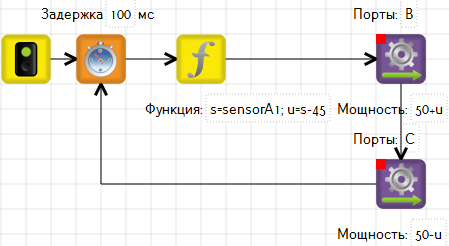 Задержка 100 мс
Порты: B
Функция: s=sensorA1; u=s-45
Мощность: 50+u
Порты: C
Мощность: 50-u